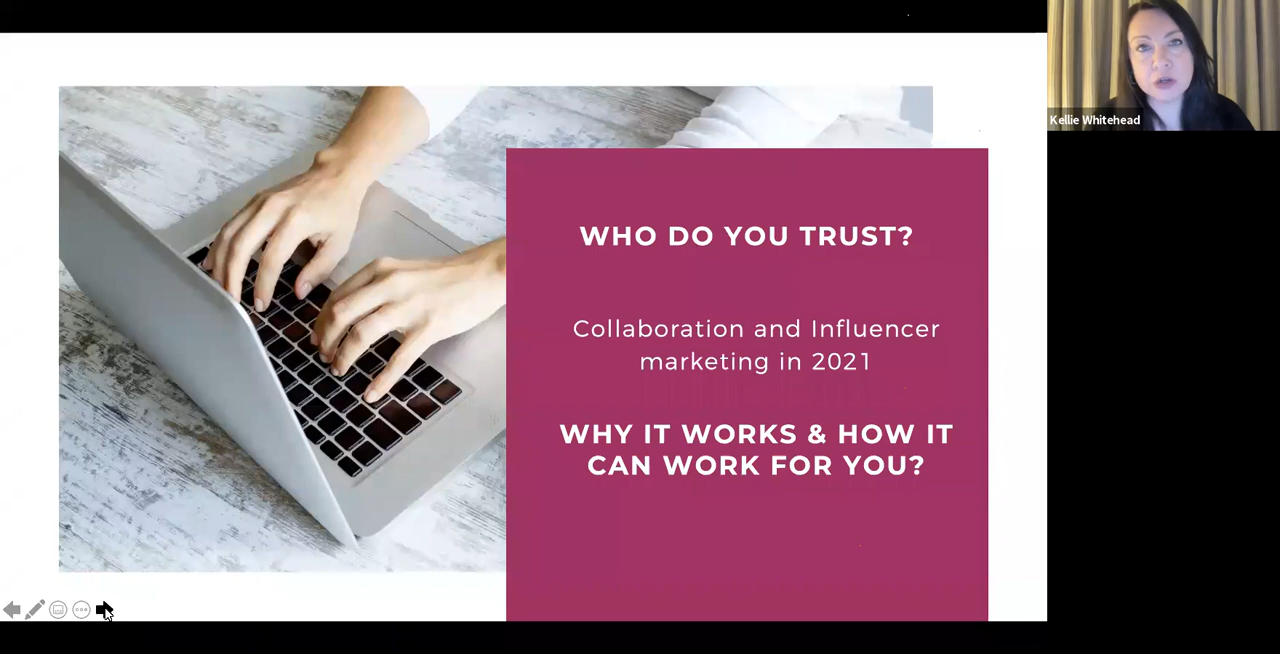 WHO DO YOU TRUST?
Collaboration and Influencer
marketing in 2021
WHY IT WORKS & HOW IT
CAN WORK FOR YOU?
Kellie Whitehead